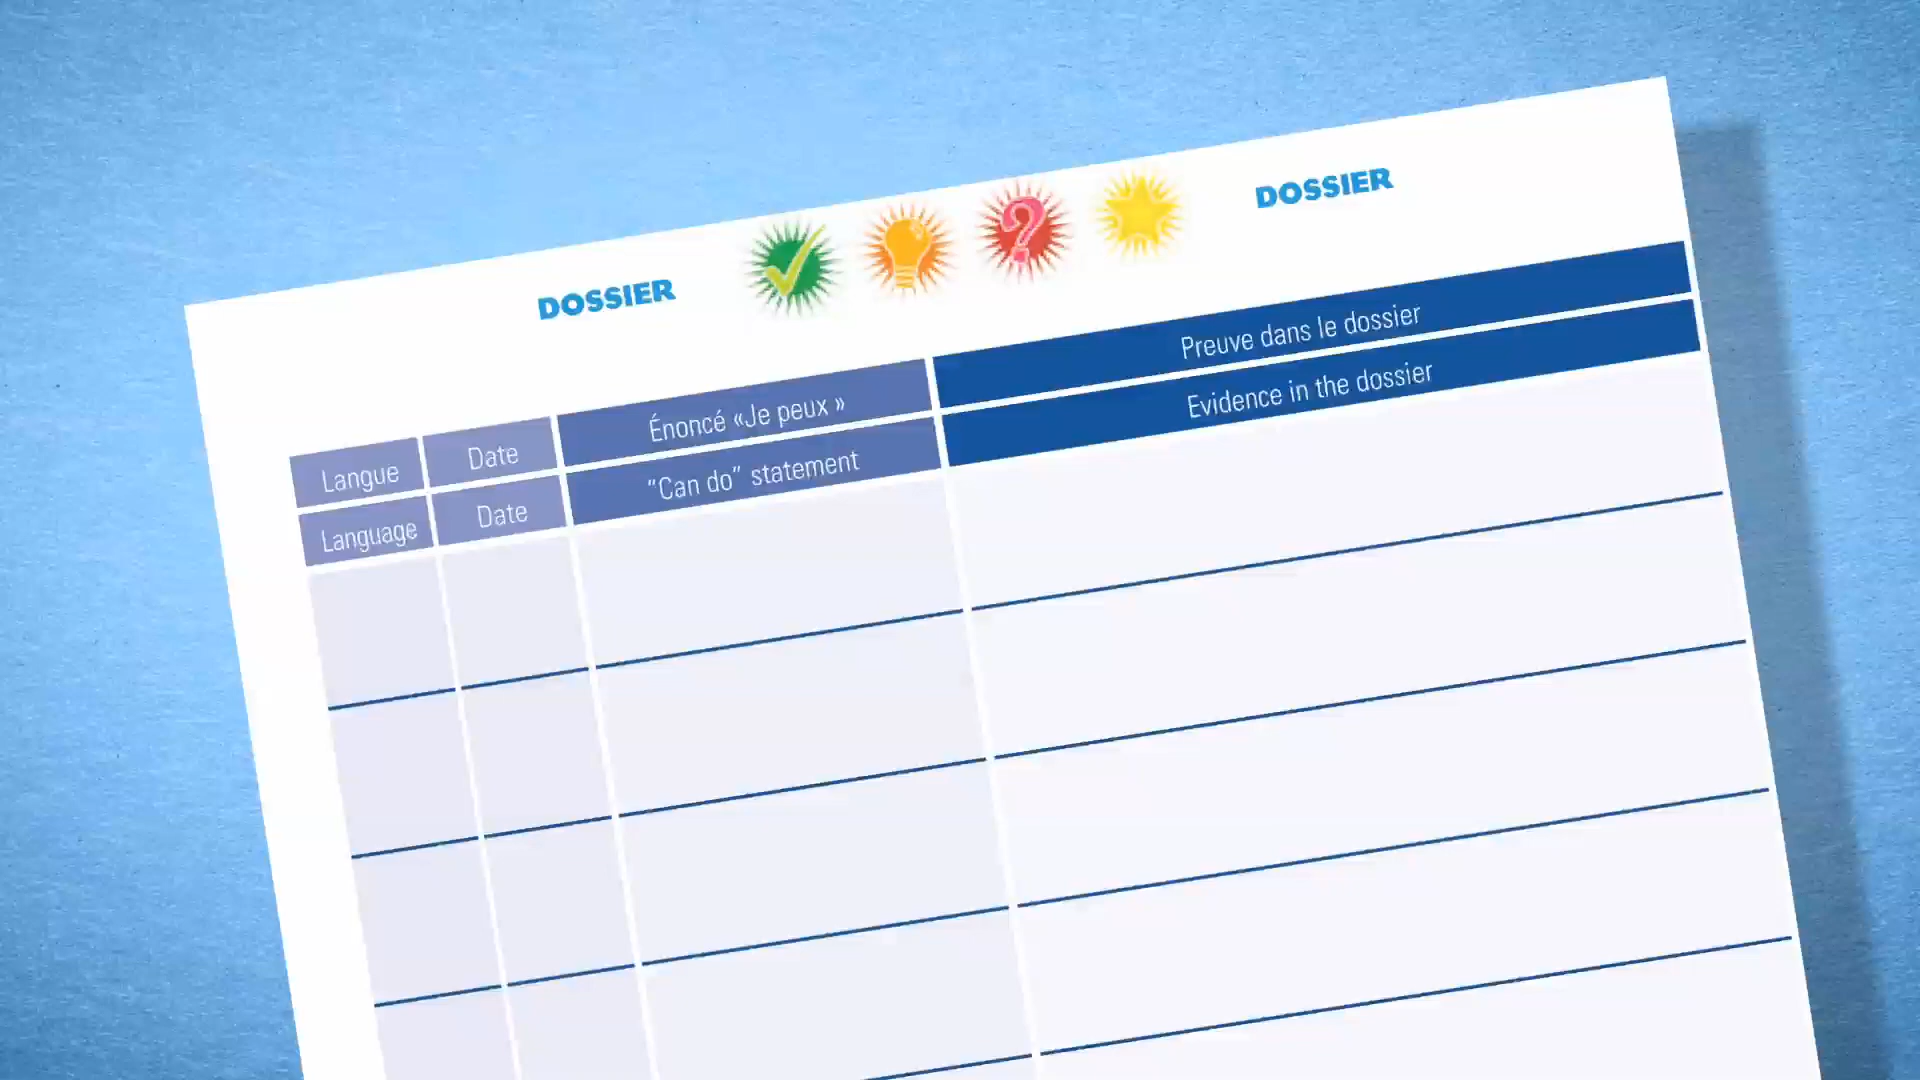 DOSSIER DOSSIER
Langue Date Énoncé «Je peux » Preuve dans le dossier
Language Date “Can do” statement Evidence in the dossier